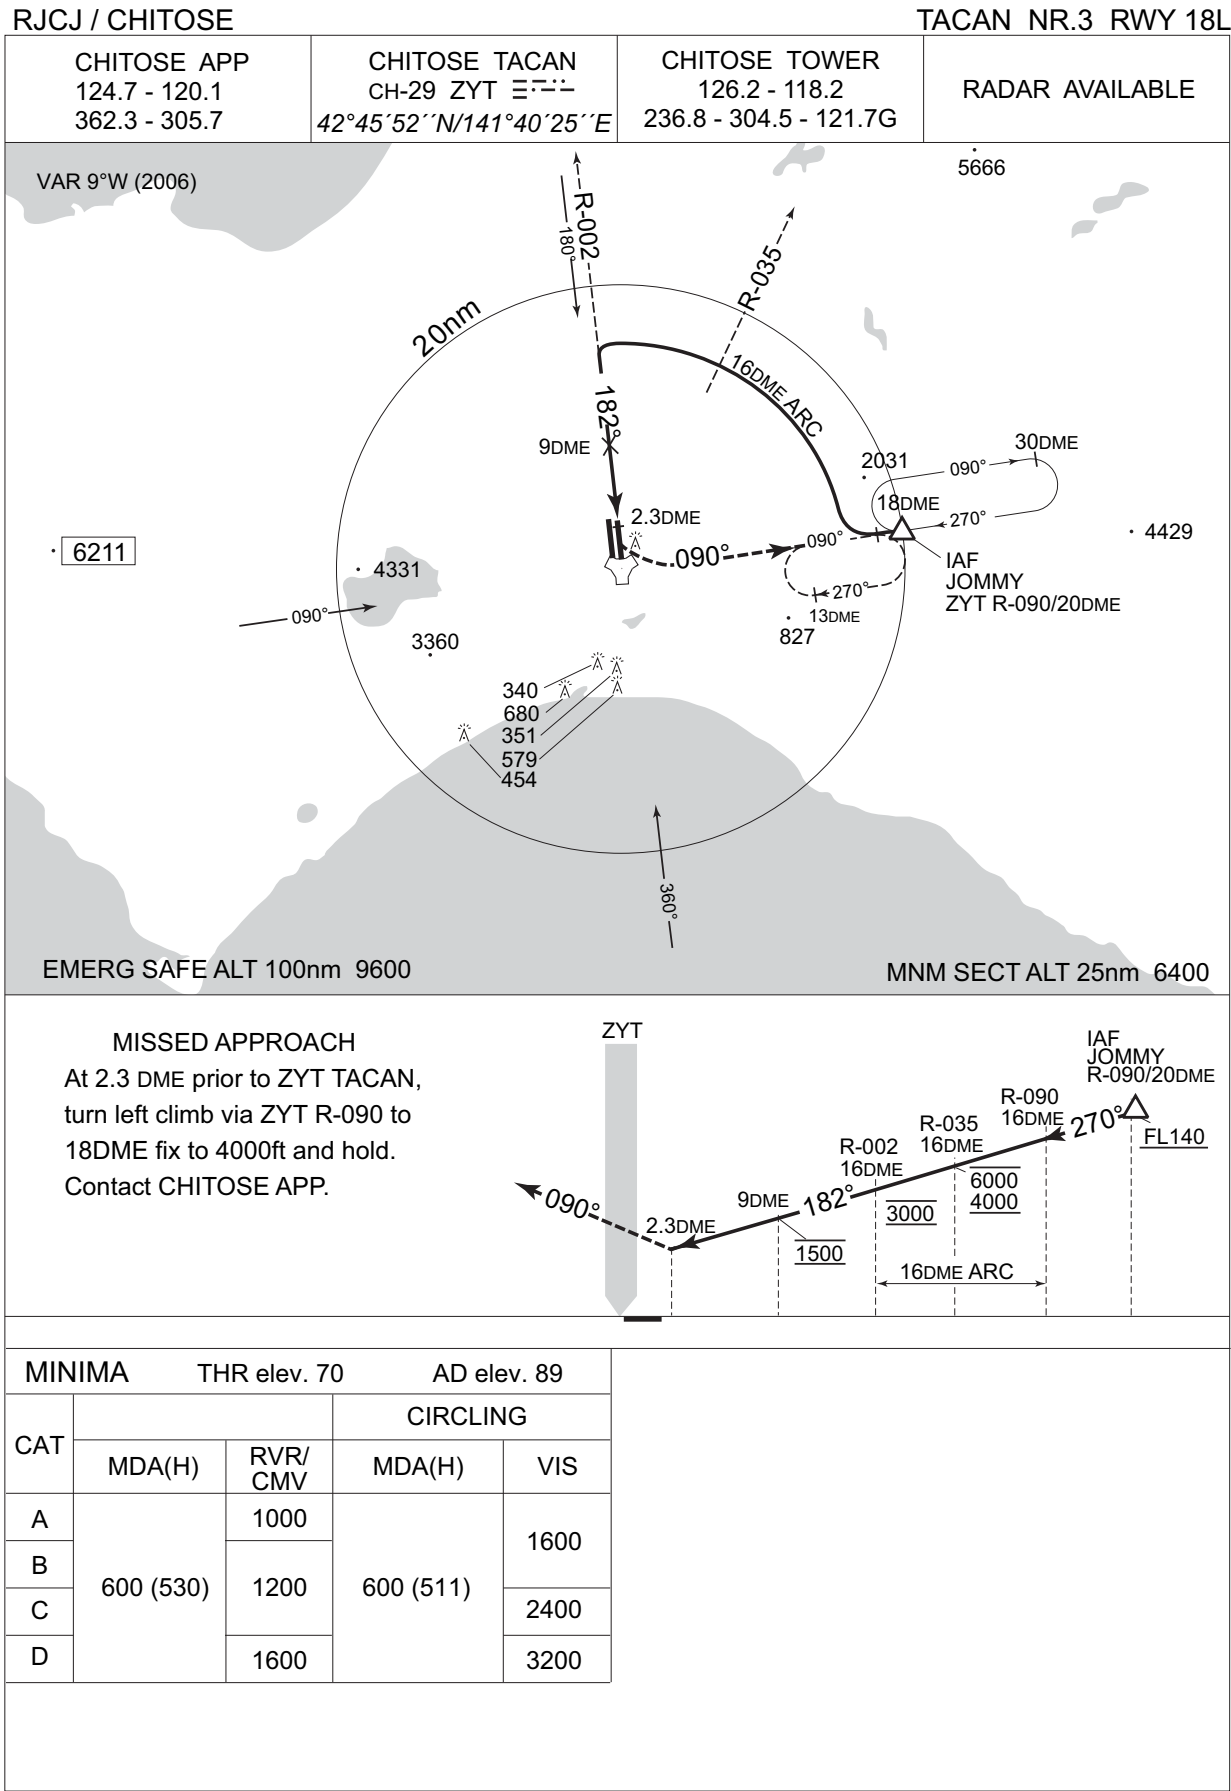 RJCJ / CHITOSE
TACAN NR.3 RWY 18L
CHITOSE APP
124.7 - 120.1
362.3 - 305.7
CHITOSE TACAN
CH-29 ZYT
42°45´52´´N/141°40´25´´E
CHITOSE TOWER
126.2 - 118.2
236.8 - 304.5 - 121.7G
RADAR AVAILABLE
VAR 9°W (2006)
5666
R-002
180°
R-035
20nm
16DME ARC
182°
9DME
2031
30DME
090°
18DME
270°
2.3DME
090°
090°
4429
6211
4331
IAF
JOMMY
ZYT R-090/20DME
270°
13DME
090°
827
3360
340
680
351
579
454
360°
EMERG SAFE ALT 100nm 9600
MNM SECT ALT 25nm 6400
MISSED APPROACH
At 2.3 DME prior to ZYT TACAN,
turn left climb via ZYT R-090 to
18DME fix to 4000ft and hold.
Contact CHITOSE APP.
ZYT
IAF
JOMMY
R-090/20DME
R-090
16DME
270°
FL140
R-035
16DME
6000
4000
R-002
16DME
3000
182°
9DME
1500
2.3DME
090°
16DME ARC
MINIMA THR elev. 70 AD elev. 89
CAT
CIRCLING
MDA(H)
RVR/
CMV
MDA(H)
VIS
A
1000
1600
B
600 (530)
1200
600 (511)
C
2400
D
1600
3200